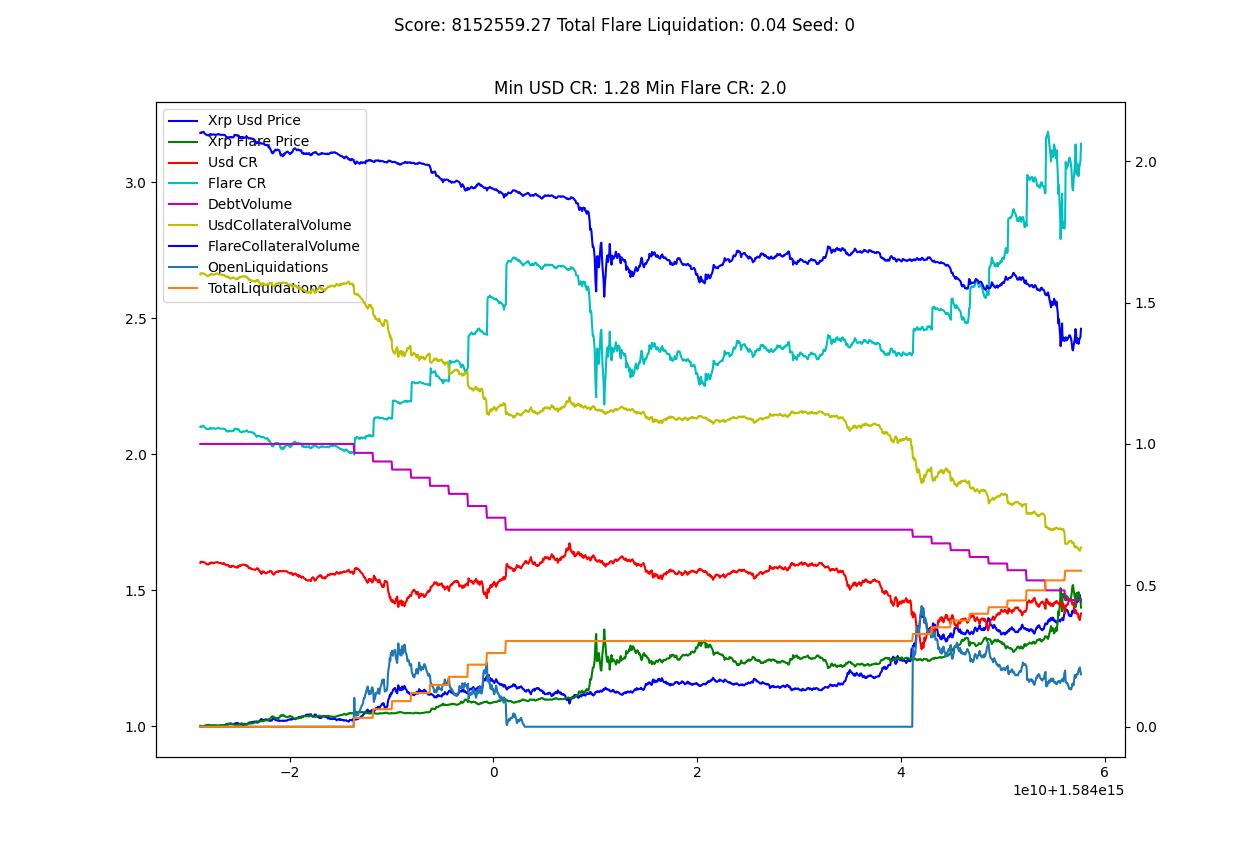 Score: 8152559.27 Total Flare Liquidation: 0.04 Seed: 0
Min USD CR: 1.28 Min Flare CR: 2.0
Xrp Usd Price
Xrp Flare Price
Usd CR
Flare CR
DebtVolume
UsdCollateralVolume
FlareCollateralVolume
OpenLiquidations
TotalLiquidations
3.0
2.5
2.0
1.5
1.0
2.0
1.5
1.0
0.5
0.0
−2
0
2
4
6
1e10+1.584e15